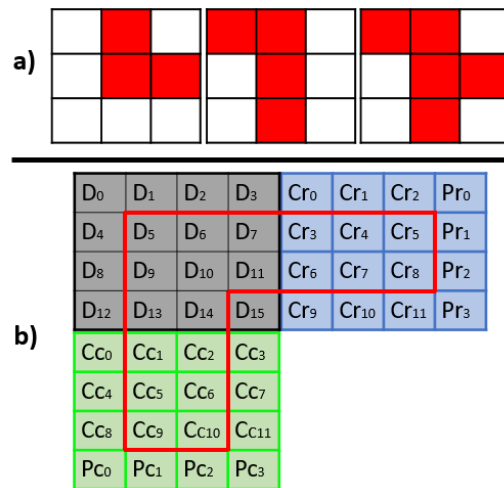 a)
D₀ D₁ D₂ D₃ Cr₀ Cr₁ Cr₂ Pr₀
D₄ D₅ D₆ D₇ Cr₃ Cr₄ Cr₅ Pr₁
D₈ D₉ D₁₀ D₁₁ Cr₆ Cr₇ Cr₈ Pr₂
D₁₂ D₁₃ D₁₄ D₁₅ Cr₉ Cr₁₀ Cr₁₁ Pr₃
b)
Cc₀ Cc₁ Cc₂ Cc₃
Cc₄ Cc₅ Cc₆ Cc₇
Cc₈ Cc₉ C_C10 C_C11
Pc₀ Pc₁ Pc₂ Pc₃